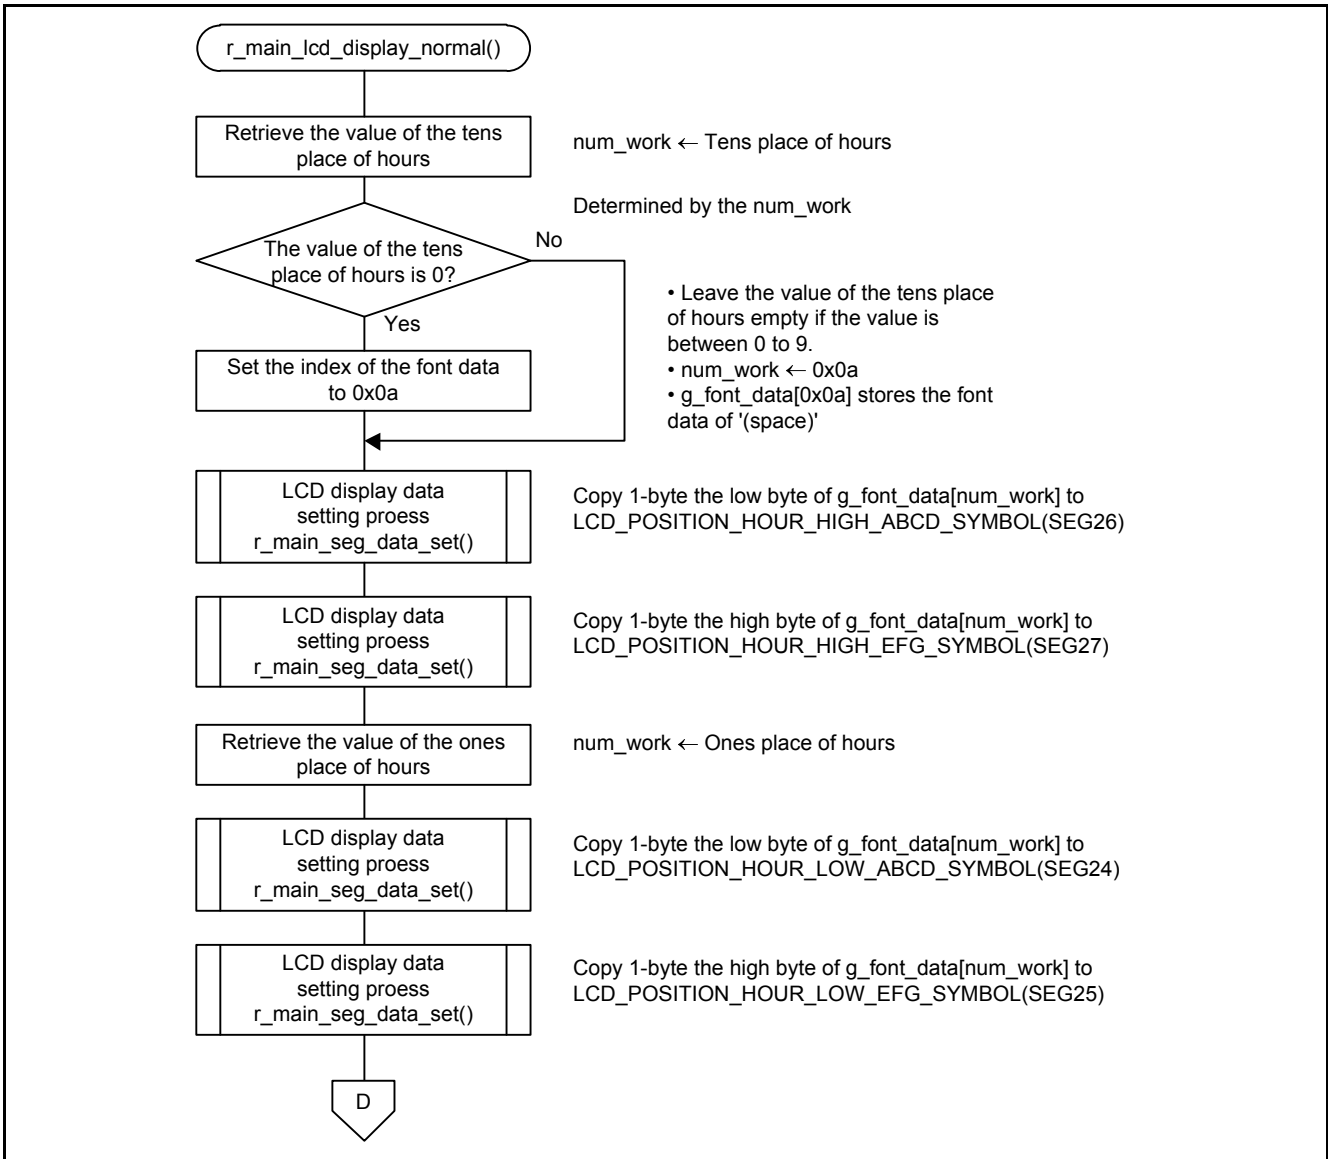 r_main_lcd_display_normal()
Retrieve the value of the tens
place of hours
num_work ← Tens place of hours
Determined by the num_work
The value of the tens
place of hours is 0?
No
Yes
• Leave the value of the tens place
of hours empty if the value is
between 0 to 9.
• num_work ← 0x0a
• g_font_data[0x0a] stores the font
data of '(space)'
Set the index of the font data
to 0x0a
LCD display data
setting proess
r_main_seg_data_set()
Copy 1-byte the low byte of g_font_data[num_work] to
LCD_POSITION_HOUR_HIGH_ABCD_SYMBOL(SEG26)
LCD display data
setting proess
r_main_seg_data_set()
Copy 1-byte the high byte of g_font_data[num_work] to
LCD_POSITION_HOUR_HIGH_EFG_SYMBOL(SEG27)
Retrieve the value of the ones
place of hours
num_work ← Ones place of hours
LCD display data
setting proess
r_main_seg_data_set()
Copy 1-byte the low byte of g_font_data[num_work] to
LCD_POSITION_HOUR_LOW_ABCD_SYMBOL(SEG24)
LCD display data
setting proess
r_main_seg_data_set()
Copy 1-byte the high byte of g_font_data[num_work] to
LCD_POSITION_HOUR_LOW_EFG_SYMBOL(SEG25)
D